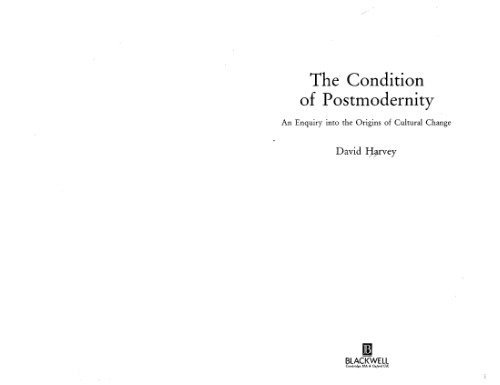 The Condition
of Postmodernity
An Enquiry into the Origins of Cultural Change
David Harvey
B
BLACKWELL
Cambridge MA & Oxford UK